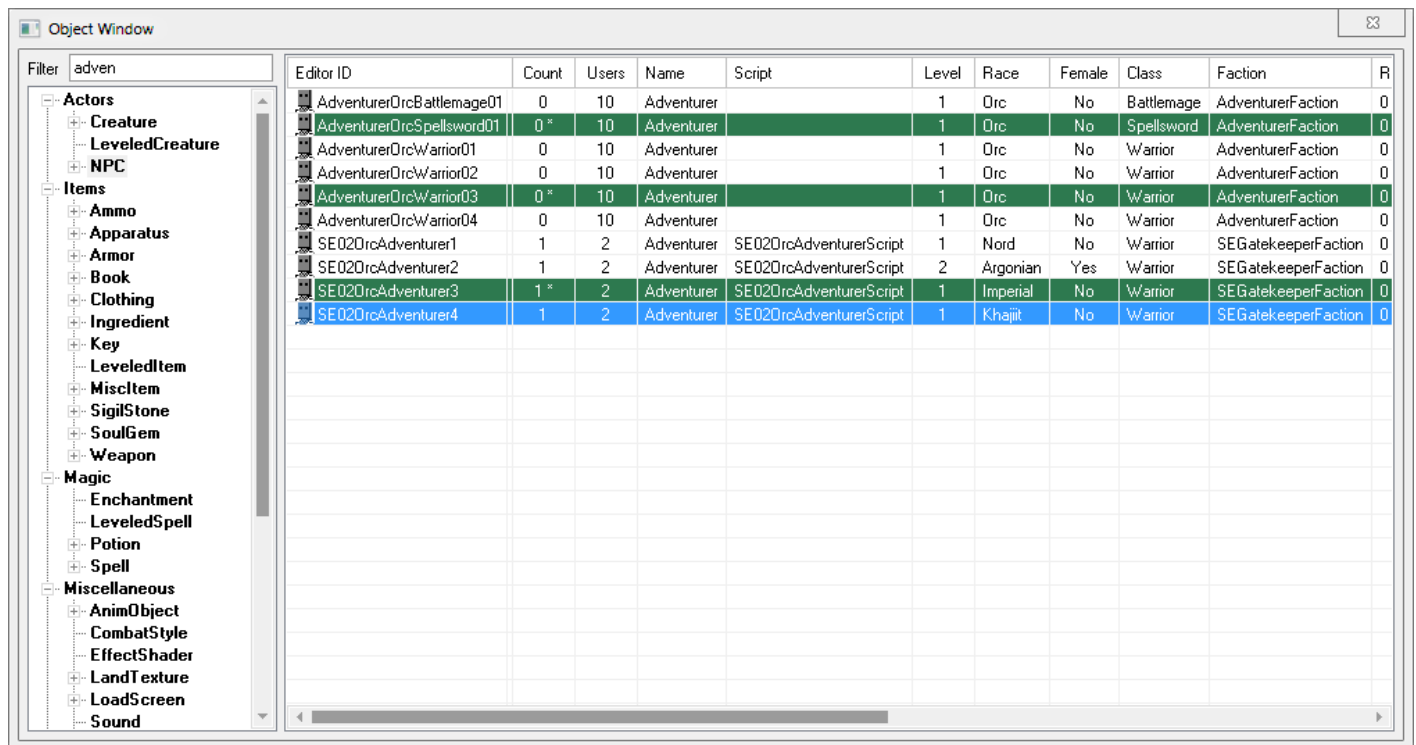 Object Window
Filter adven
Actors
Creature
LeveledCreature
NPC
Items
Ammo
Apparatus
Armor
Book
Clothing
Ingredient
Key
LeveledItem
MiscItem
SigilStone
SoulGem
Weapon
Magic
Enchantment
LeveledSpell
Potion
Spell
Miscellaneous
AnimObject
CombatStyle
EffectShader
LandTexture
LoadScreen
Sound
Editor ID Count Users Name Script Level Race Female Class Faction R
AdventurerOrcBattlemage01 0 10 Adventurer 1 Orc No Battlemage AdventurerFaction 0
AdventurerOrcSpellsword01 0 * 10 Adventurer 1 Orc No Spellsword AdventurerFaction 0
AdventurerOrcWarrior01 0 10 Adventurer 1 Orc No Warrior AdventurerFaction 0
AdventurerOrcWarrior02 0 10 Adventurer 1 Orc No Warrior AdventurerFaction 0
AdventurerOrcWarrior03 0 * 10 Adventurer 1 Orc No Warrior AdventurerFaction 0
AdventurerOrcWarrior04 0 10 Adventurer 1 Orc No Warrior AdventurerFaction 0
SE02OrcAdventurer1 1 2 Adventurer SE02OrcAdventurerScript 1 Nord No Warrior SEGatekeeperFaction 0
SE02OrcAdventurer2 1 2 Adventurer SE02OrcAdventurerScript 2 Argonian Yes Warrior SEGatekeeperFaction 0
SE02OrcAdventurer3 1 * 2 Adventurer SE02OrcAdventurerScript 1 Imperial No Warrior SEGatekeeperFaction 0
SE02OrcAdventurer4 1 2 Adventurer SE02OrcAdventurerScript 1 Khajiit No Warrior SEGatekeeperFaction 0